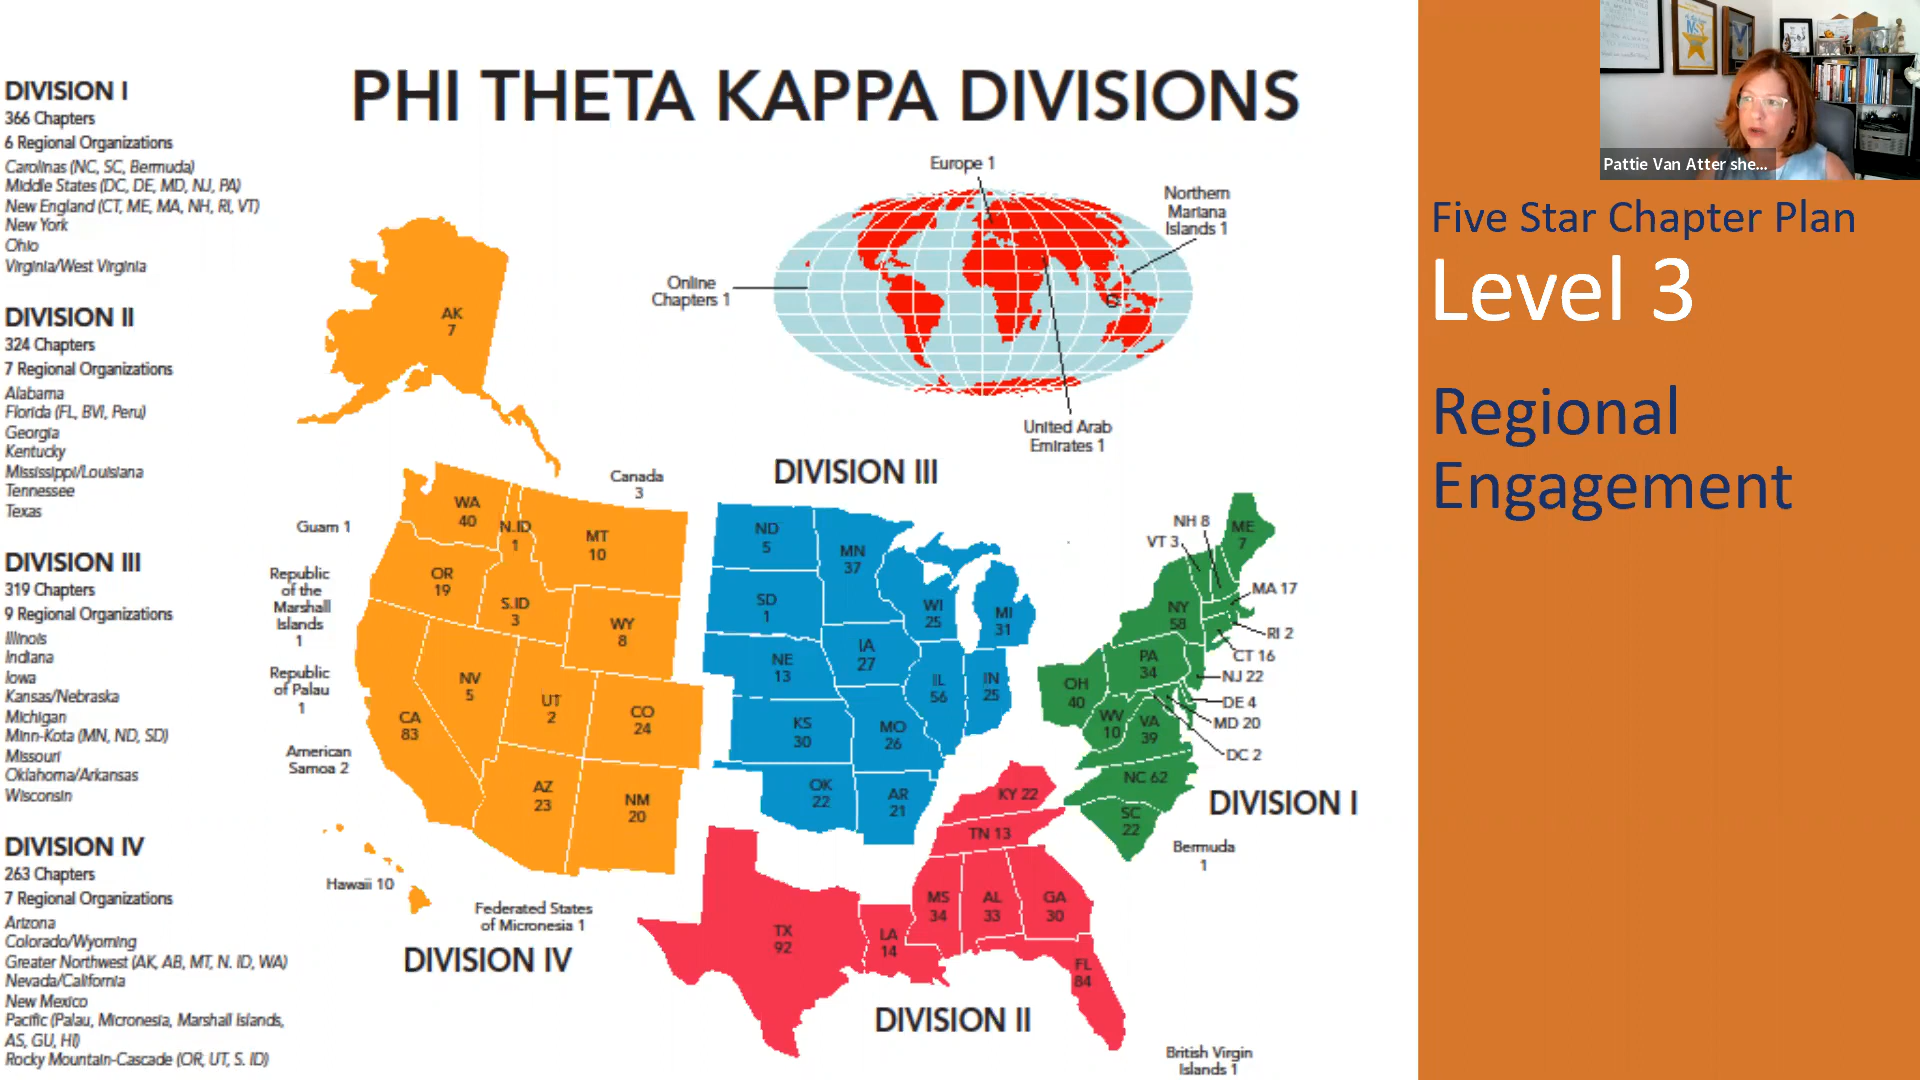 PHI THETA KAPPA DIVISIONS
DIVISION I
366 Chapters
6 Regional Organizations
Carolinas (NC, SC, Bermuda)
Middle States (DC, DE, MD, NJ, PA)
New England (CT, ME, MA, NH, RI, VT)
New York
Ohio
Virginia/West Virginia
DIVISION II
324 Chapters
7 Regional Organizations
Alabama
Florida (FL, BVI, Peru)
Georgia
Kentucky
Mississippi/Louisiana
Tennessee
Texas
DIVISION III
319 Chapters
9 Regional Organizations
Illinois
Indiana
Iowa
Kansas/Nebraska
Michigan
Minn-Kota (MN, ND, SD)
Missouri
Oklahoma/Arkansas
Wisconsin
DIVISION IV
263 Chapters
7 Regional Organizations
Arizona
Colorado/Wyoming
Greater Northwest (AK, AB, MT, N. ID, WA)
Nevada/California
New Mexico
Pacific (Palau, Micronesia, Marshall Islands,
AS, GU, HI)
Rocky Mountain-Cascade (OR, UT, S. ID)
Europe 1
Northern
Mariana
Islands 1
Online
Chapters 1
United Arab
Emirates 1
AK
7
Canada
3
Guam 1
Republic
of the
Marshall
Islands
1
Republic
of Palau
1
American
Samoa 2
Hawaii 10
Federated States
of Micronesia 1
DIVISION IV
WA
40
N.ID
1
MT
10
OR
19
S.ID
3
WY
8
NV
5
UT
2
CO
24
CA
83
AZ
23
NM
20
DIVISION III
ND
5
MN
37
SD
1
WI
25
MI
31
NE
13
IA
27
IL
56
IN
25
KS
30
MO
26
OK
22
AR
21
NH 8
VT 3
ME
7
MA 17
NY
58
RI 2
CT 16
PA
34
NJ 22
OH
40
DE 4
MD 20
WV
10
VA
39
DC 2
NC 62
SC
22
DIVISION I
Bermuda
1
KY 22
TN 13
MS
34
AL
33
GA
30
TX
92
LA
14
FL
84
DIVISION II
British Virgin
Islands 1
Pattie Van Atter she...
Five Star Chapter Plan
Level 3
Regional
Engagement